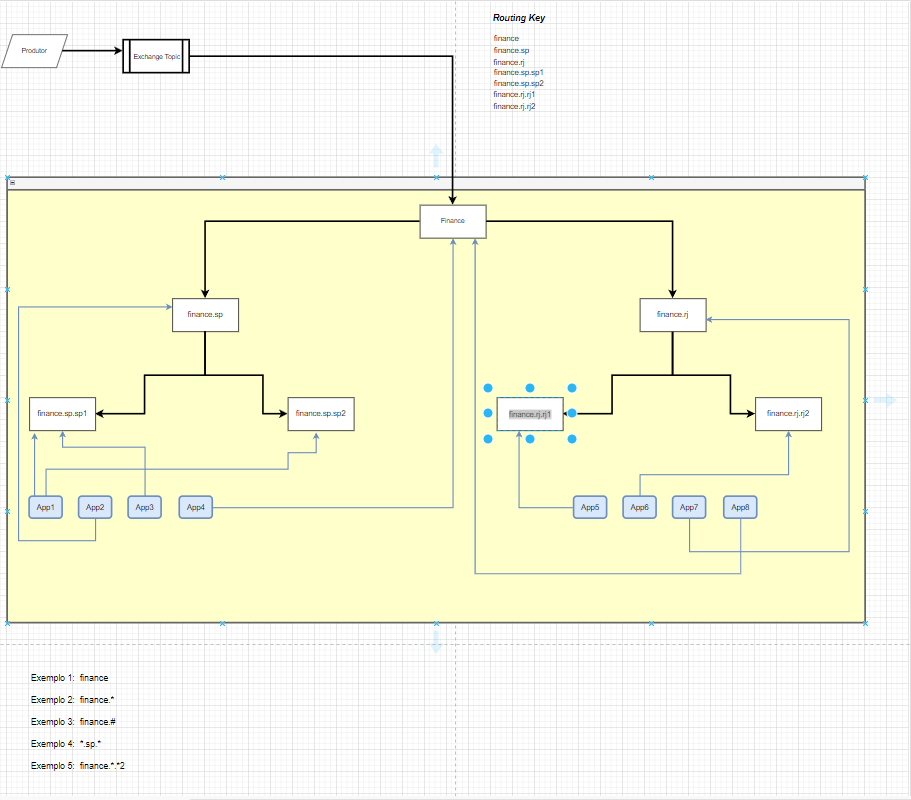 Routing Key
Produtor
Exchange Topic
finance
finance.sp
finance.rj
finance.sp.sp1
finance.sp.sp2
finance.rj.rj1
finance.rj.rj2
Finance
finance.sp
finance.rj
finance.sp.sp1
finance.sp.sp2
finance.rj.rj1
finance.rj.rj2
App1
App2
App3
App4
App5
App6
App7
App8
Exemplo 1: finance
Exemplo 2: finance.*
Exemplo 3: finance.#
Exemplo 4: *.sp.*
Exemplo 5: finance.*.*2